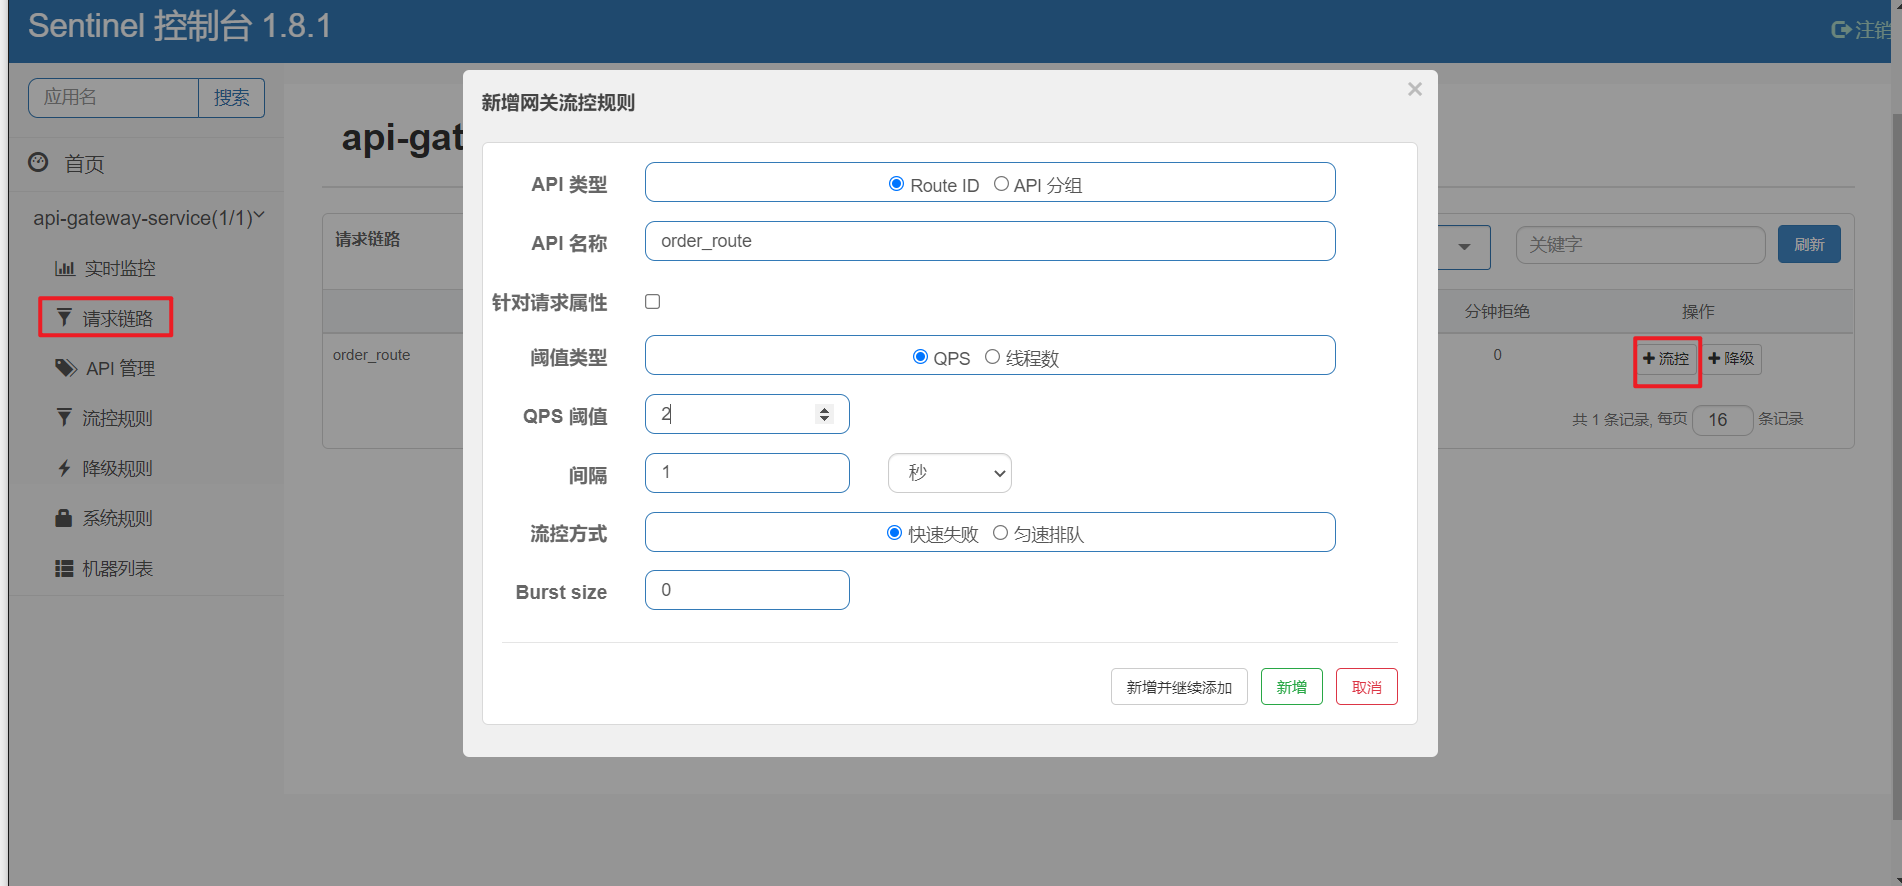 Sentinel 控制台 1.8.1
注销
应用名 搜索
首页
api-gateway-service(1/1)
实时监控
请求链路
API 管理
流控规则
降级规则
系统规则
机器列表
api-gat
请求链路
关键字 刷新
分钟拒绝 操作
order_route
0
流控 降级
共 1 条记录, 每页 16 条记录
新增网关流控规则
×
API 类型 Route ID API 分组
API 名称 order_route
针对请求属性
阈值类型 QPS 线程数
QPS 阈值 2
间隔 1 秒
流控方式 快速失败 匀速排队
Burst size 0
新增并继续添加 新增 取消